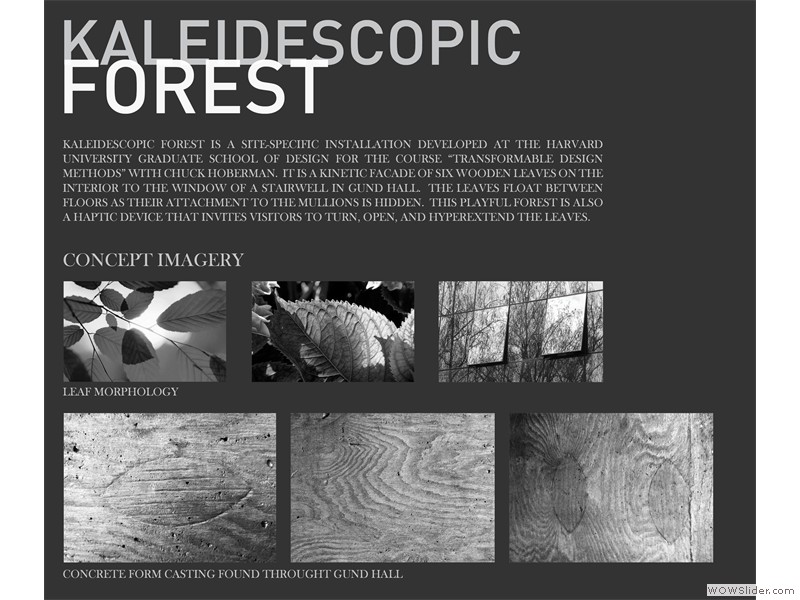 KALEIDESCOPIC
FOREST
KALEIDESCOPIC FOREST IS A SITE-SPECIFIC INSTALLATION DEVELOPED AT THE HARVARD
UNIVERSITY GRADUATE SCHOOL OF DESIGN FOR THE COURSE “TRANSFORMABLE DESIGN
METHODS” WITH CHUCK HOBERMAN. IT IS A KINETIC FACADE OF SIX WOODEN LEAVES ON THE
INTERIOR TO THE WINDOW OF A STAIRWELL IN GUND HALL. THE LEAVES FLOAT BETWEEN
FLOORS AS THEIR ATTACHMENT TO THE MULLIONS IS HIDDEN. THIS PLAYFUL FOREST IS ALSO
A HAPTIC DEVICE THAT INVITES VISITORS TO TURN, OPEN, AND HYPEREXTEND THE LEAVES.
CONCEPT IMAGERY
LEAF MORPHOLOGY
CONCRETE FORM CASTING FOUND THROUGHT GUND HALL
WOWSlider.com